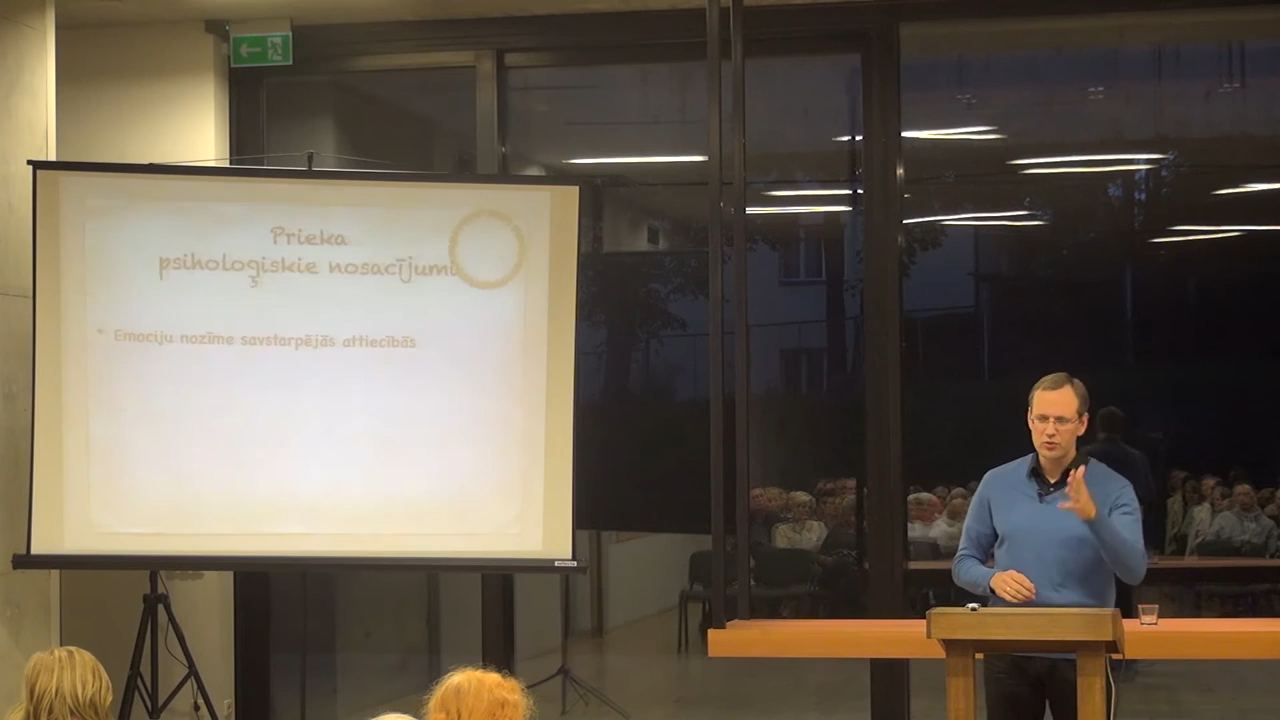 Prieka
psiholoģiskie nosacījumi
* Emociju nozīme savstarpējās attiecībās